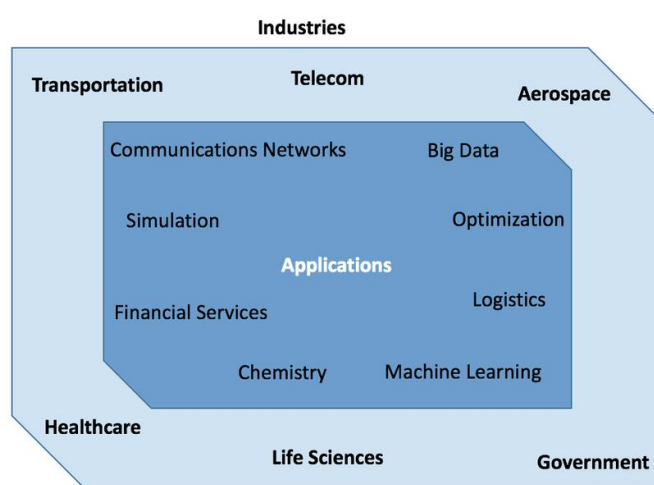 Industries
Transportation
Telecom
Aerospace
Communications Networks
Big Data
Simulation
Optimization
Applications
Financial Services
Logistics
Chemistry
Machine Learning
Healthcare
Life Sciences
Government